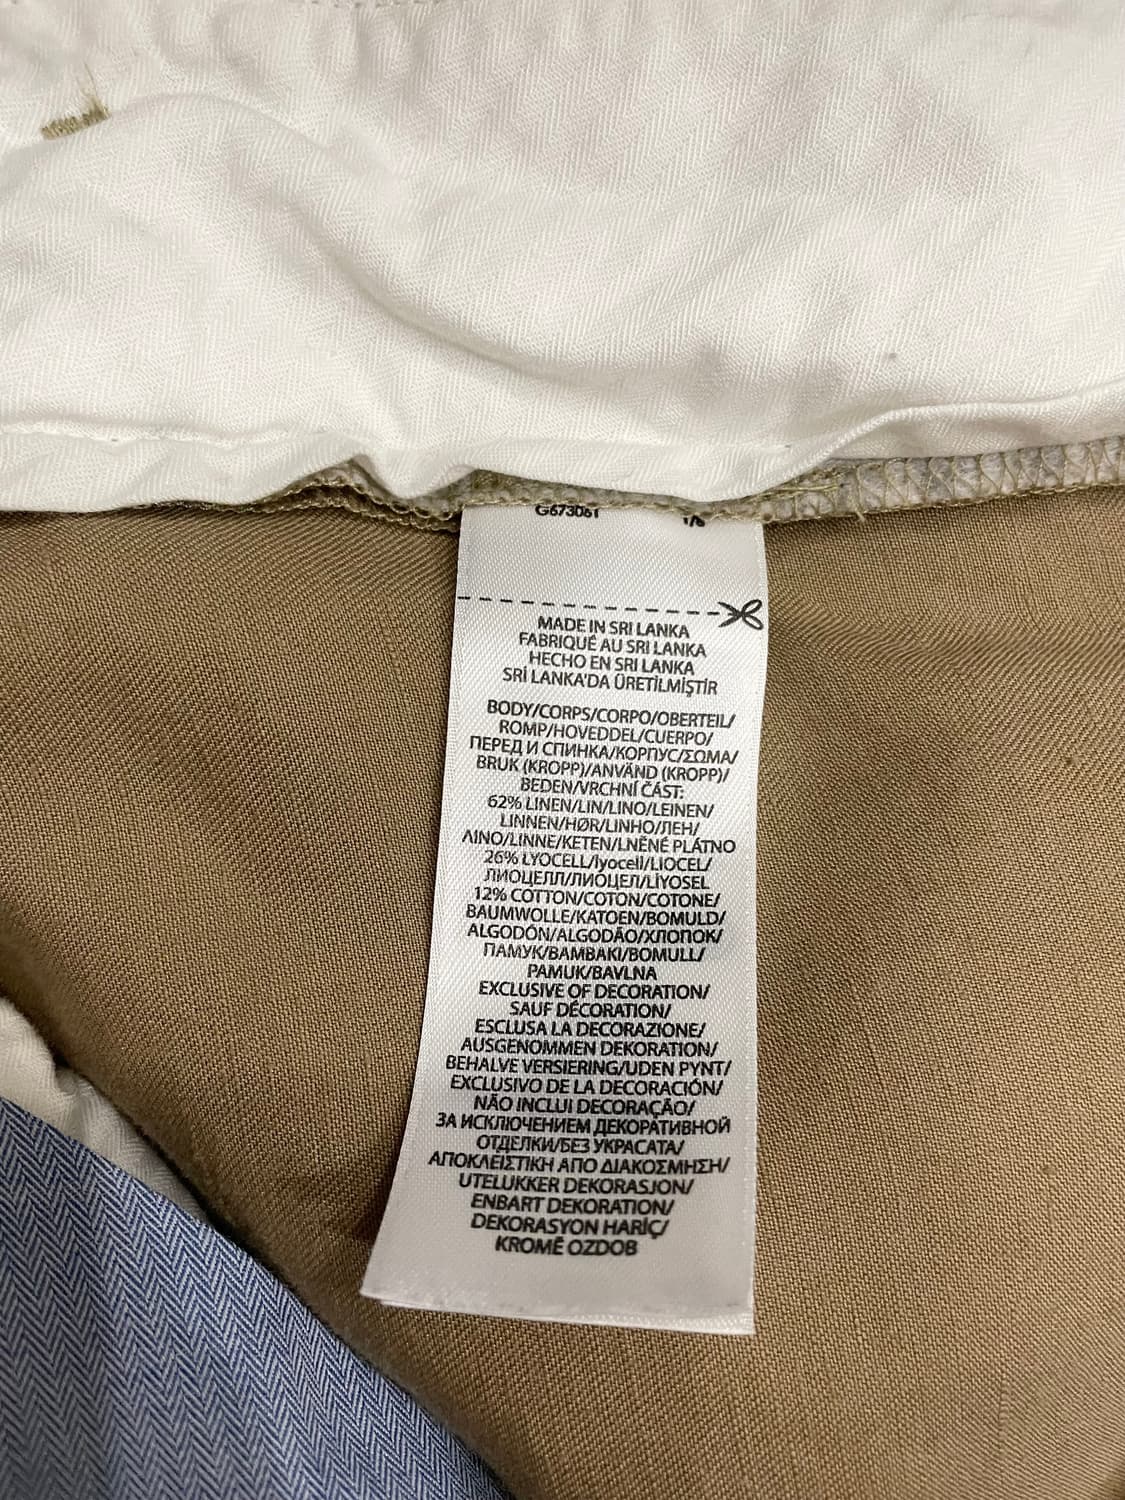 G673061 1/6
MADE IN SRI LANKA
FABRIQUÉ AU SRI LANKA
HECHO EN SRI LANKA
SRİ LANKA'DA ÜRETİLMİŞTİR
BODY/CORPS/CORPO/OBERTEIL/
ROMP/HOVEDDEL/CUERPO/
ПЕРЕД И СПИНКА/КОРПУС/ΣΩΜΑ/
BRUK (KROPP)/ANVÄND (KROPP)/
BEDEN/VRCHNÍ ČÁST:
62% LINEN/LIN/LINO/LEINEN/
LINNEN/HØR/LINHO/ЛЕН/
ΛΙΝΟ/LINNE/KETEN/LNĚNÉ PLÁTNO
26% LYOCELL/lyocell/LIOCEL/
ЛИОЦЕЛЛ/ЛИОЦЕЛ/LİYOSEL
12% COTTON/COTON/COTONE/
BAUMWOLLE/KATOEN/BOMULD/
ALGODÓN/ALGODÃO/ХЛОПОК/
ПАМУК/ΒΑΜΒΑΚΙ/BOMULL/
PAMUK/BAVLNA
EXCLUSIVE OF DECORATION/
SAUF DÉCORATION/
ESCLUSA LA DECORAZIONE/
AUSGENOMMEN DEKORATION/
BEHALVE VERSIERING/UDEN PYNT/
EXCLUSIVO DE LA DECORACIÓN/
NÃO INCLUI DECORAÇÃO/
ЗА ИСКЛЮЧЕНИЕМ ДЕКОРАТИВНОЙ
ОТДЕЛКИ/БЕЗ УКРАСАТА/
ΑΠΟΚΛΕΙΣΤΙΚΗ ΑΠΟ ΔΙΑΚΟΣΜΗΣΗ/
UTELUKKER DEKORASJON/
ENBART DEKORATION/
DEKORASYON HARİÇ/
KROMĚ OZDOB